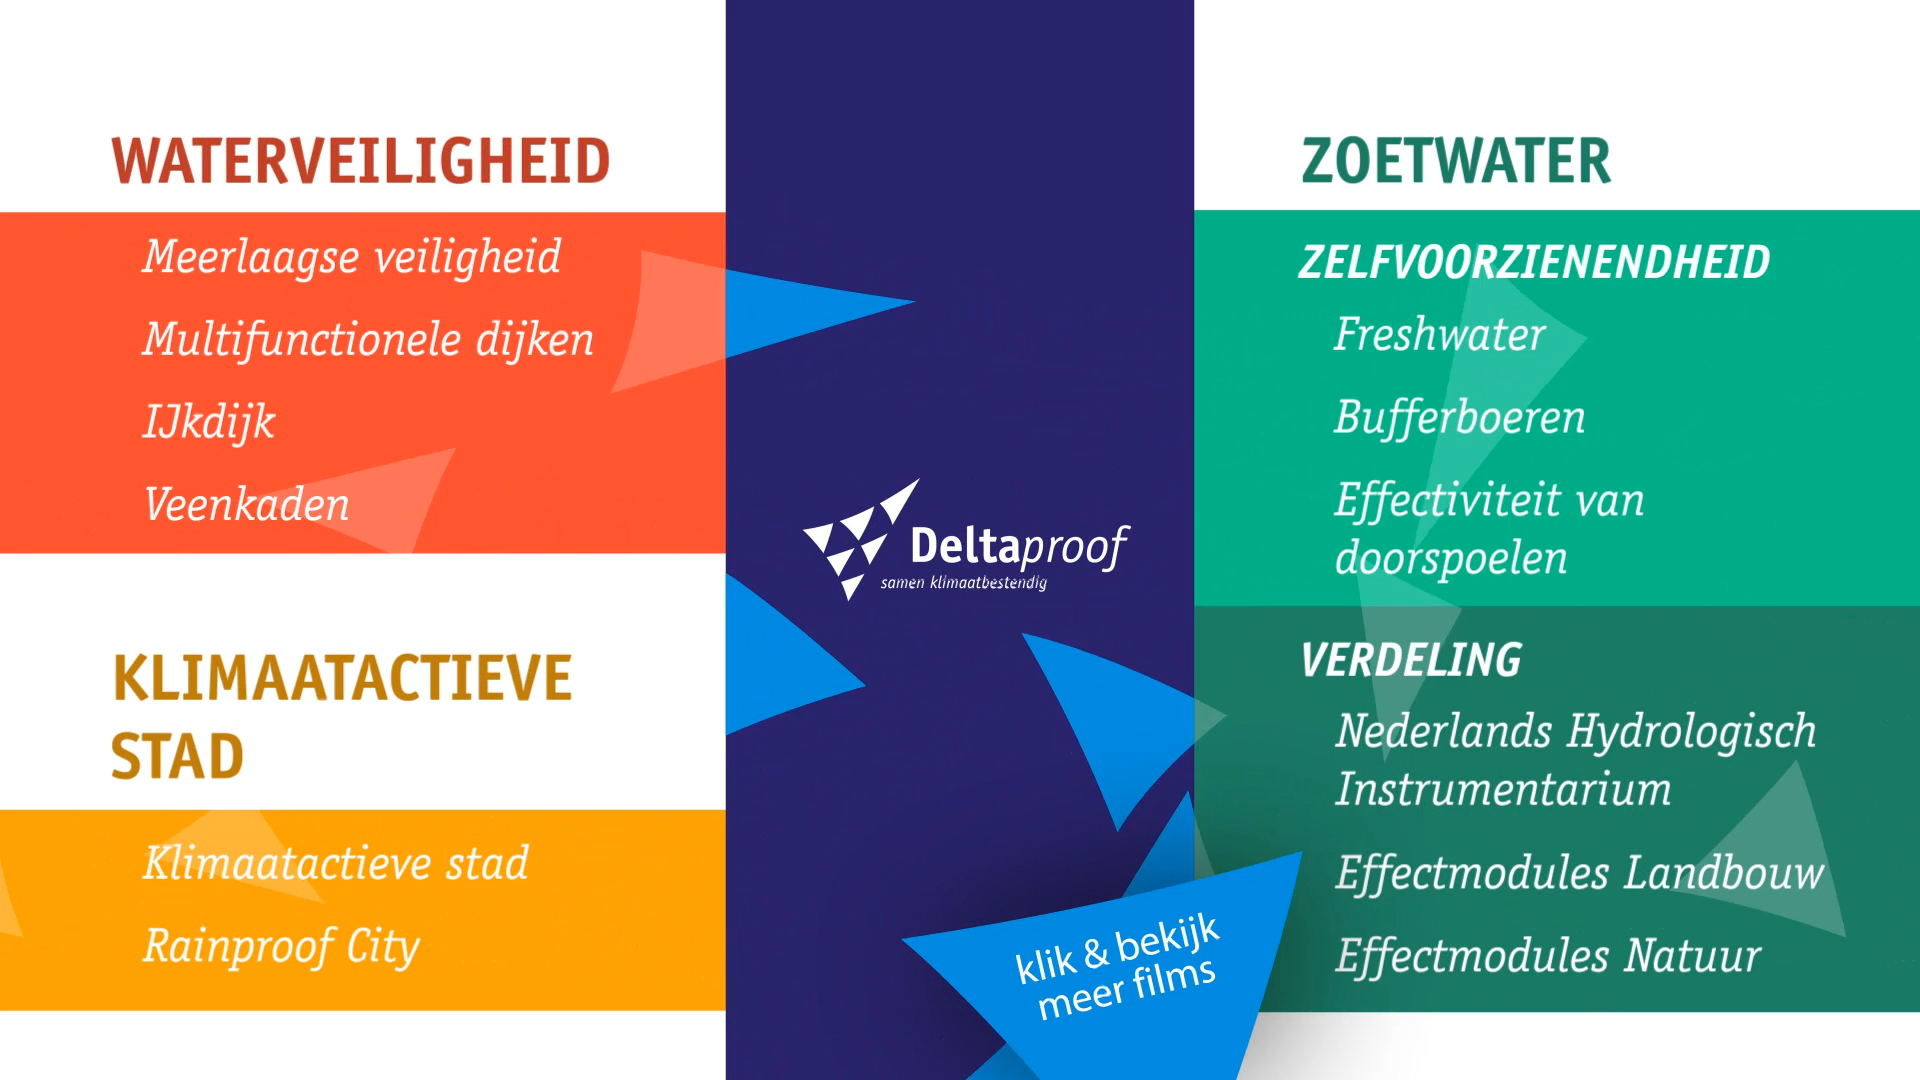 WATERVEILIGHEID
Meerlaagse veiligheid
Multifunctionele dijken
IJkdijk
Veenkaden
KLIMAATACTIEVE
STAD
Klimaatactieve stad
Rainproof City
Deltaproof
samen klimaatbestendig
klik & bekijk
meer films
ZOETWATER
ZELFVOORZIENENDHEID
Freshwater
Bufferboeren
Effectiviteit van
doorspoelen
VERDELING
Nederlands Hydrologisch
Instrumentarium
Effectmodules Landbouw
Effectmodules Natuur